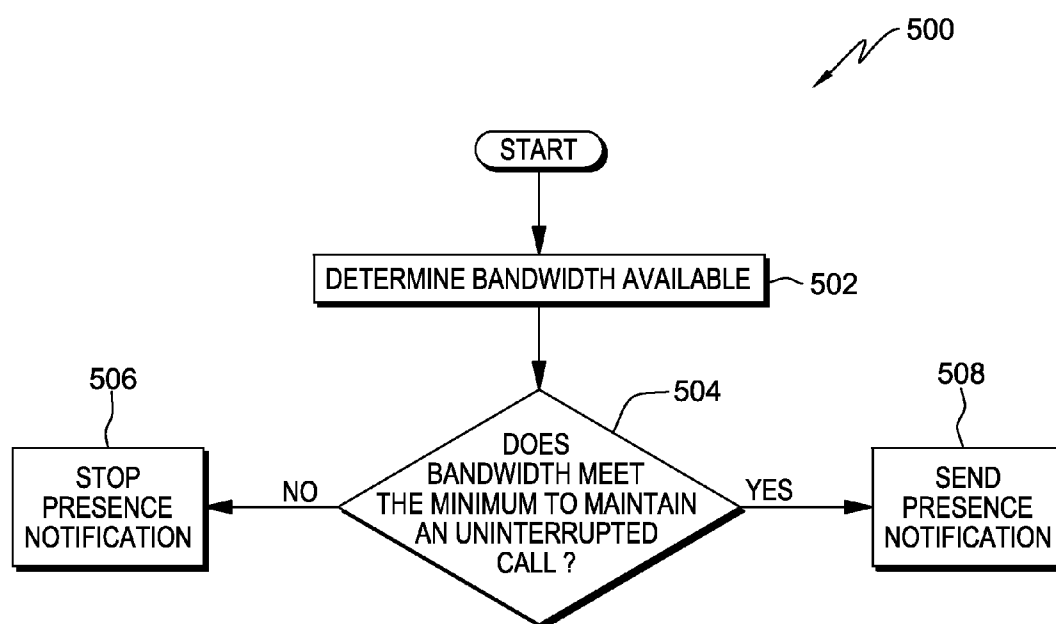 500
START
DETERMINE BANDWIDTH AVAILABLE
502
506
504
508
STOP
PRESENCE
NOTIFICATION
NO
DOES
BANDWIDTH MEET
THE MINIMUM TO MAINTAIN
AN UNINTERRUPTED
CALL ?
YES
SEND
PRESENCE
NOTIFICATION